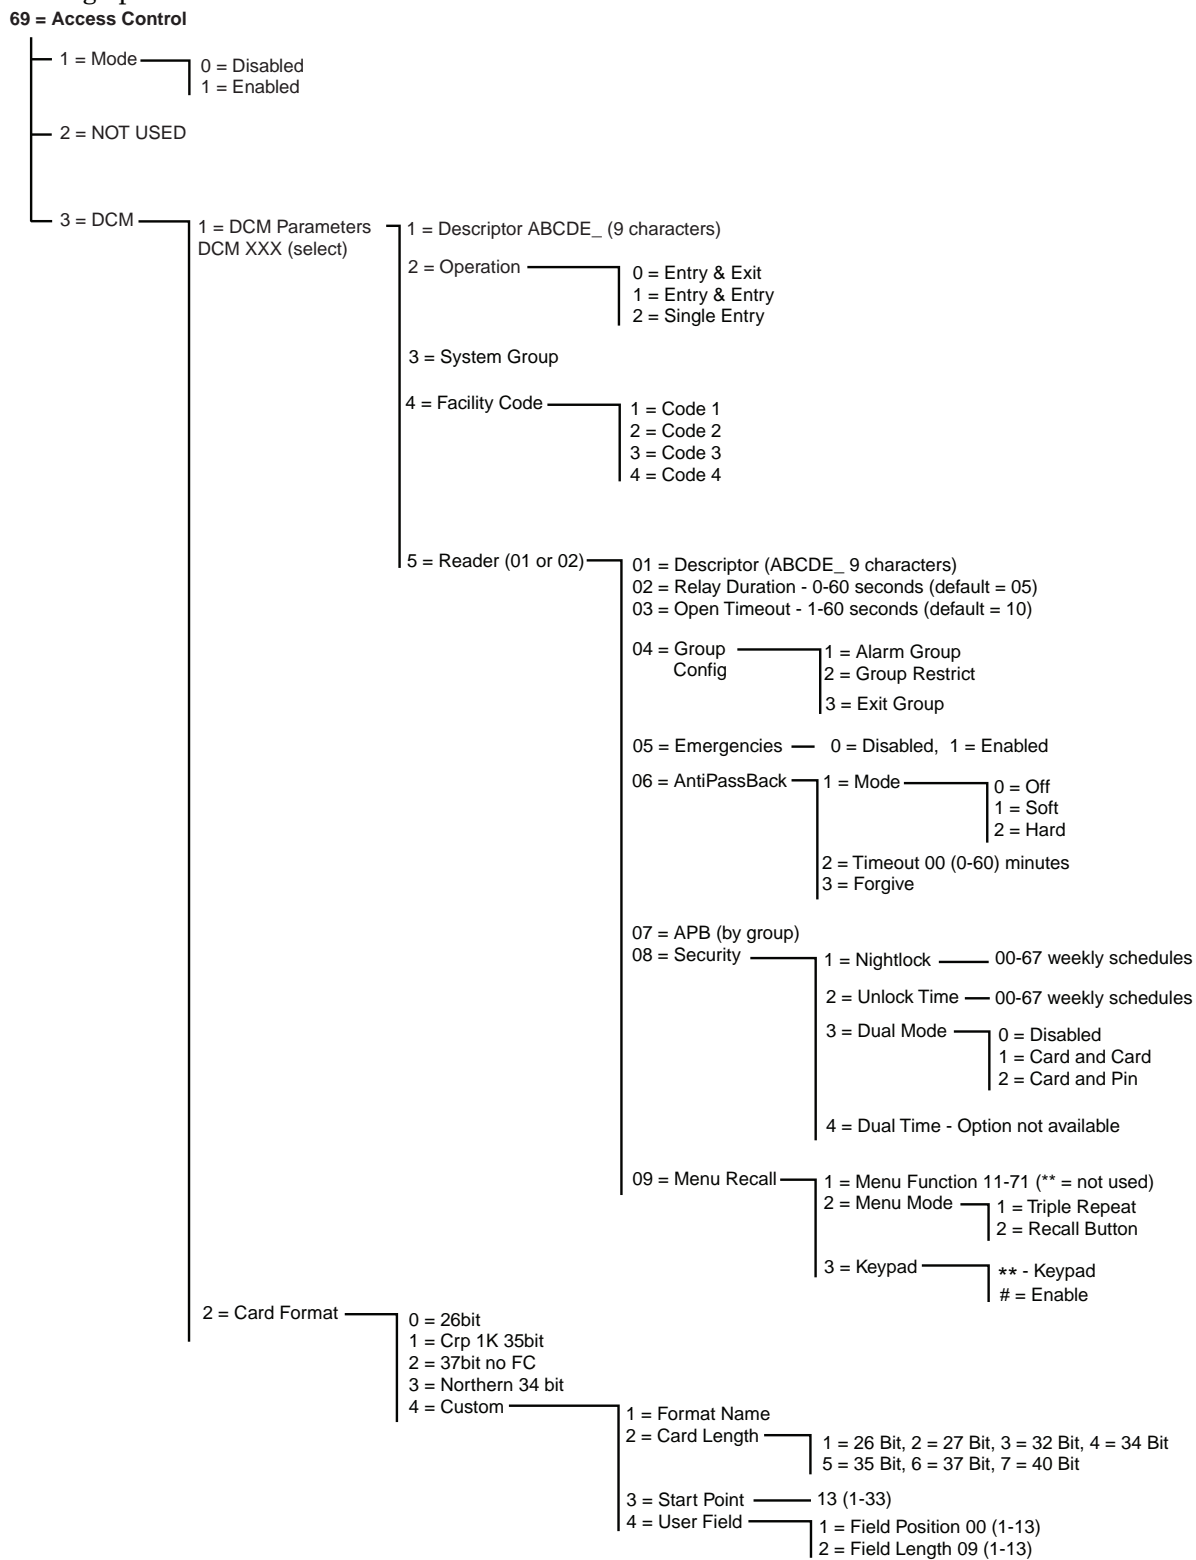 69 = Access Control
1 = Mode
0 = Disabled
1 = Enabled
2 = NOT USED
3 = DCM
1 = DCM Parameters
DCM XXX (select)
1 = Descriptor ABCDE_ (9 characters)
2 = Operation
0 = Entry & Exit
1 = Entry & Entry
2 = Single Entry
3 = System Group
4 = Facility Code
1 = Code 1
2 = Code 2
3 = Code 3
4 = Code 4
5 = Reader (01 or 02)
01 = Descriptor (ABCDE_ 9 characters)
02 = Relay Duration - 0-60 seconds (default = 05)
03 = Open Timeout - 1-60 seconds (default = 10)
04 = Group
Config
1 = Alarm Group
2 = Group Restrict
3 = Exit Group
05 = Emergencies
0 = Disabled, 1 = Enabled
06 = AntiPassBack
1 = Mode
0 = Off
1 = Soft
2 = Hard
2 = Timeout 00 (0-60) minutes
3 = Forgive
07 = APB (by group)
08 = Security
1 = Nightlock
00-67 weekly schedules
2 = Unlock Time
00-67 weekly schedules
3 = Dual Mode
0 = Disabled
1 = Card and Card
2 = Card and Pin
4 = Dual Time - Option not available
09 = Menu Recall
1 = Menu Function 11-71 (** = not used)
2 = Menu Mode
1 = Triple Repeat
2 = Recall Button
3 = Keypad
** - Keypad
# = Enable
2 = Card Format
0 = 26bit
1 = Crp 1K 35bit
2 = 37bit no FC
3 = Northern 34 bit
4 = Custom
1 = Format Name
2 = Card Length
1 = 26 Bit, 2 = 27 Bit, 3 = 32 Bit, 4 = 34 Bit
5 = 35 Bit, 6 = 37 Bit, 7 = 40 Bit
3 = Start Point
13 (1-33)
4 = User Field
1 = Field Position 00 (1-13)
2 = Field Length 09 (1-13)